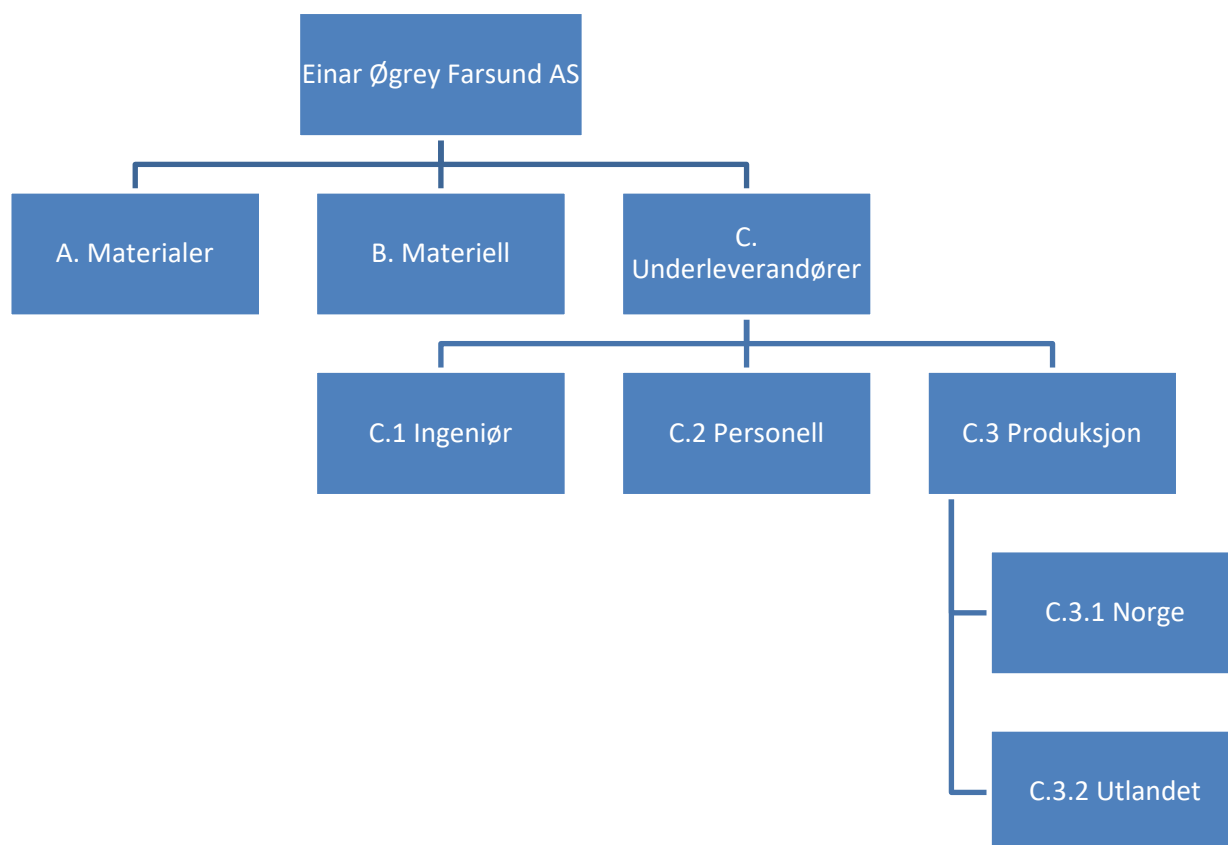 Einar Øgrey Farsund AS
A. Materialer
B. Materiell
C.
Underleverandører
C.1 Ingeniør
C.2 Personell
C.3 Produksjon
C.3.1 Norge
C.3.2 Utlandet